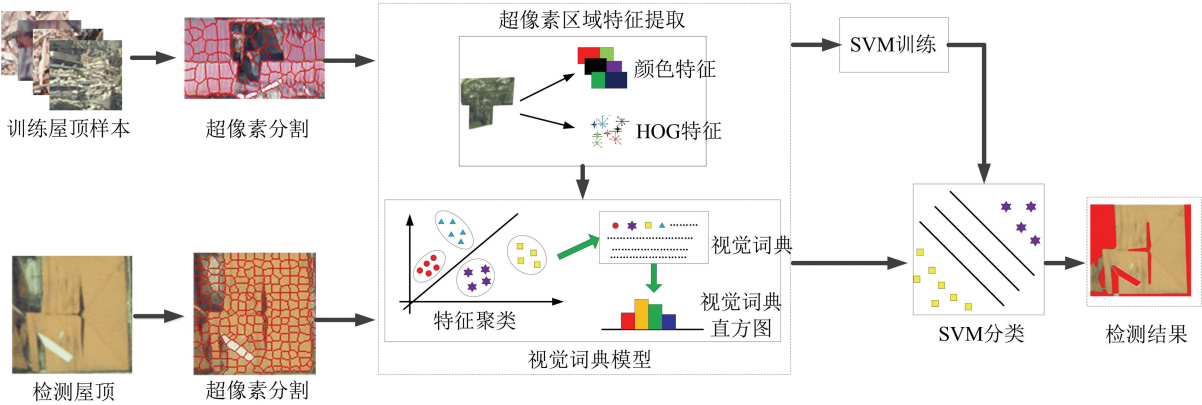 超像素区域特征提取
颜色特征
HOG特征
SVM训练
训练屋顶样本
超像素分割
视觉词典
特征聚类
视觉词典
直方图
视觉词典模型
SVM分类
检测结果
检测屋顶
超像素分割